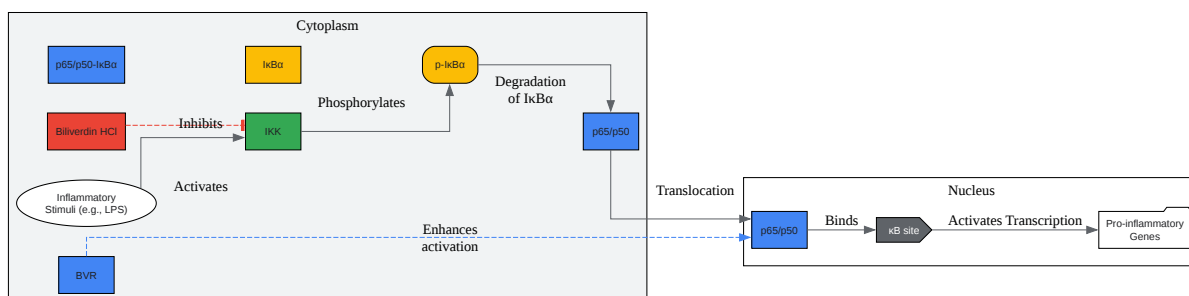 Cytoplasm
p65/p50-IκBα
IκBα
p-IκBα
Degradation
of IκBα
Phosphorylates
Biliverdin HCl
Inhibits
IKK
p65/p50
Activates
Inflammatory
Stimuli (e.g., LPS)
Translocation
Nucleus
p65/p50
Binds
κB site
Activates Transcription
Pro-inflammatory
Genes
Enhances
activation
BVR